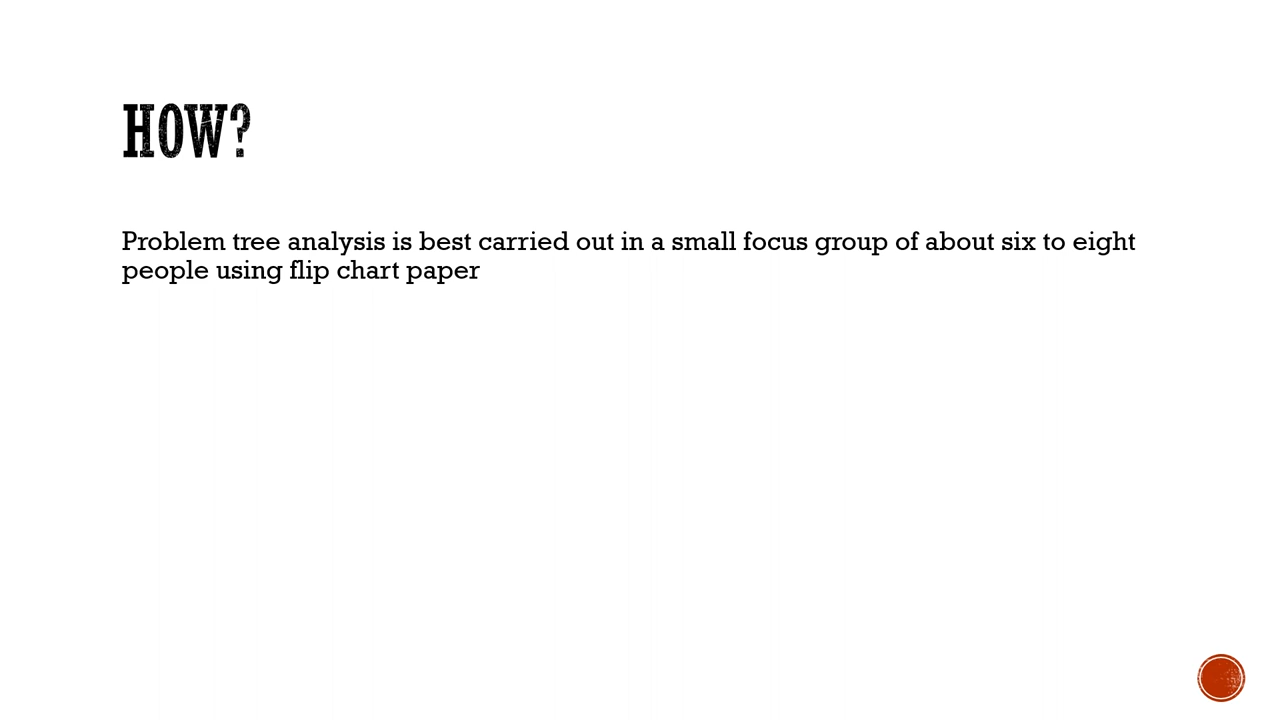 HOW?
Problem tree analysis is best carried out in a small focus group of about six to eight
people using flip chart paper